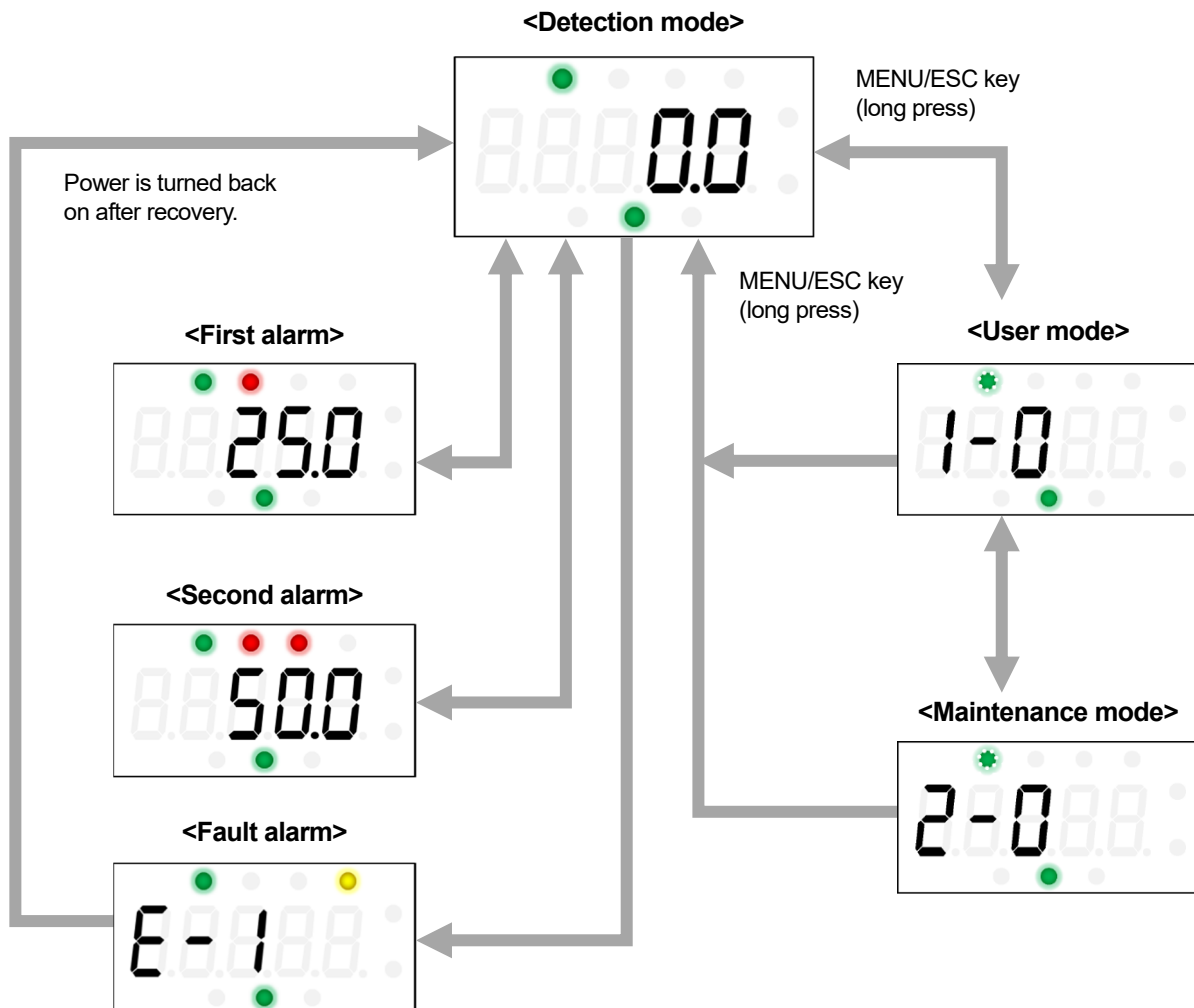 <Detection mode>
0.0
MENU/ESC key
(long press)
Power is turned back
on after recovery.
MENU/ESC key
(long press)
<First alarm>
25.0
<User mode>
1-0
<Second alarm>
50.0
<Maintenance mode>
2-0
<Fault alarm>
E-1